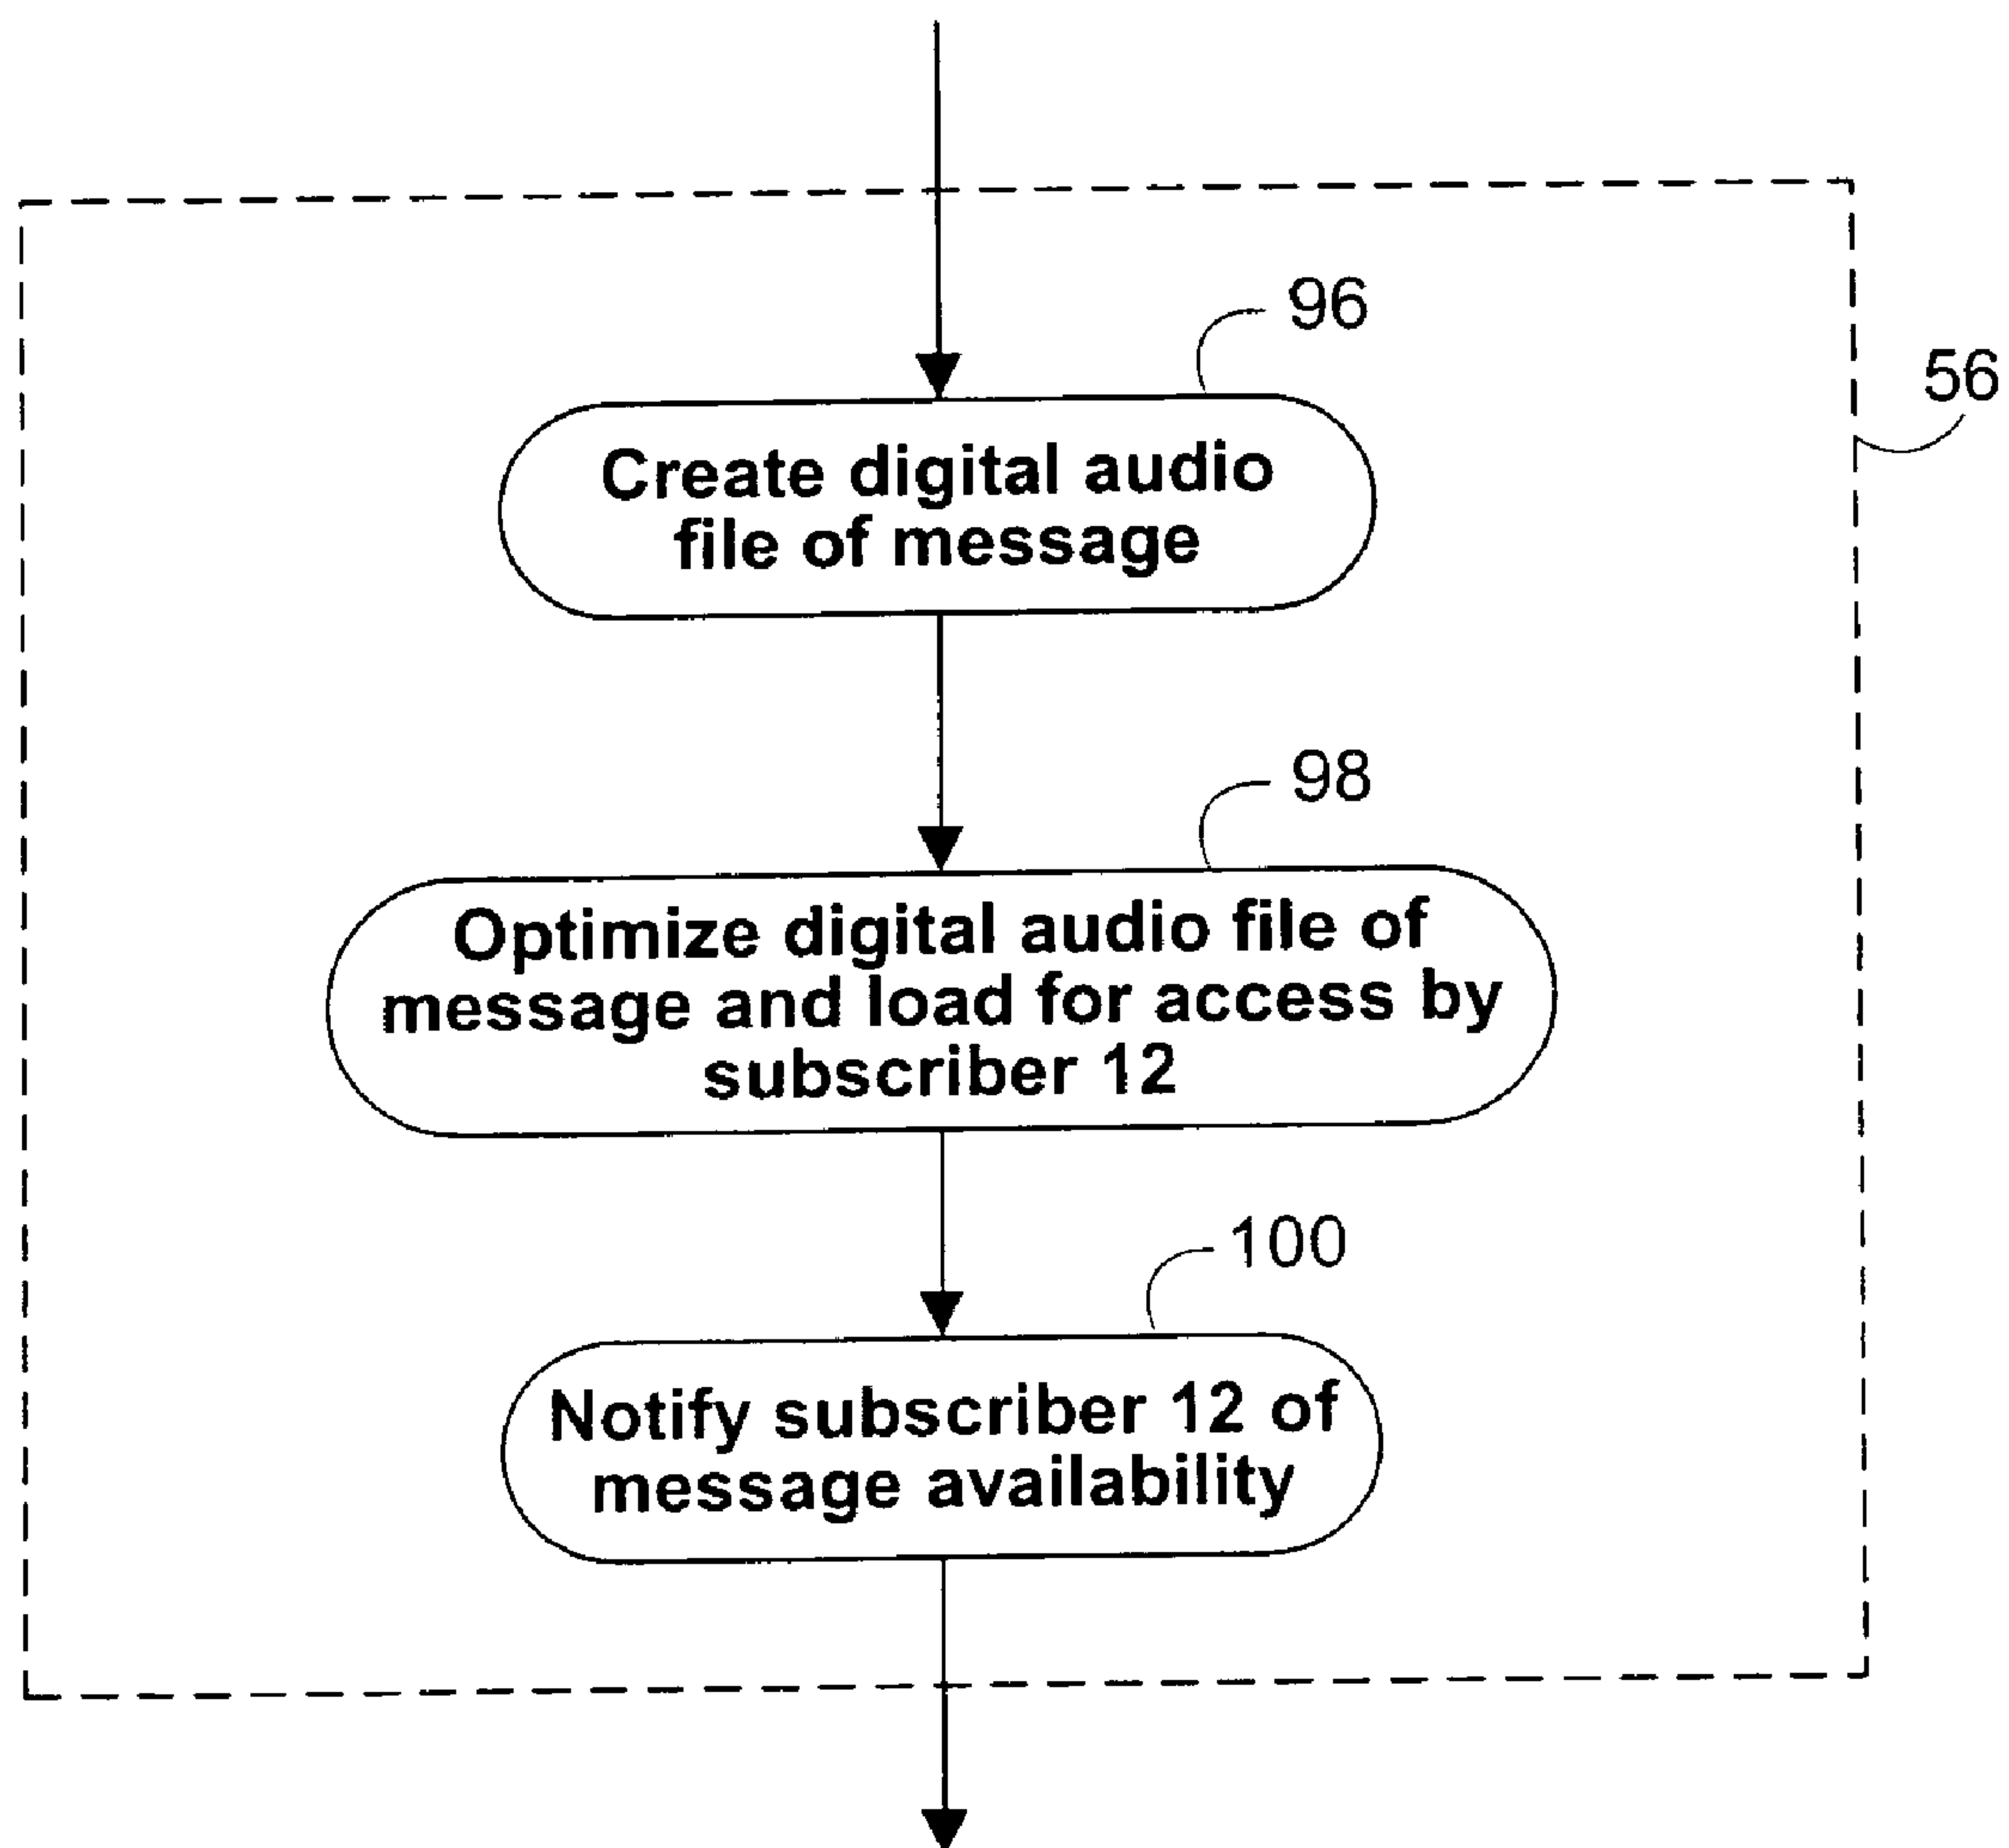 96
56
Create digital audio
file of message
98
Optimize digital audio file of
message and load for access by
subscriber 12
100
Notify subscriber 12 of
message availability